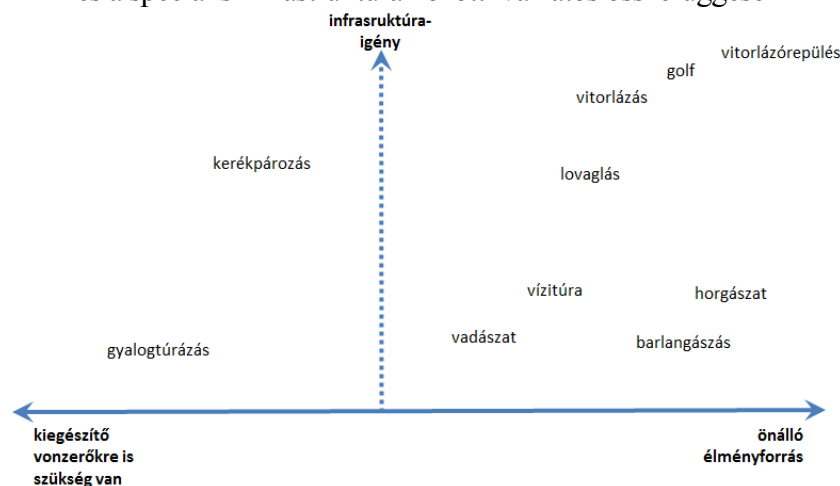 infrasruktúra-
igény
vitorlázórepülés
golf
vitorlázás
kerékpározás
lovaglás
vízitúra
horgászat
vadászat
barlangászás
gyalogtúrázás
kiegészítő
vonzerőkre is
szükség van
önálló
élményforrás